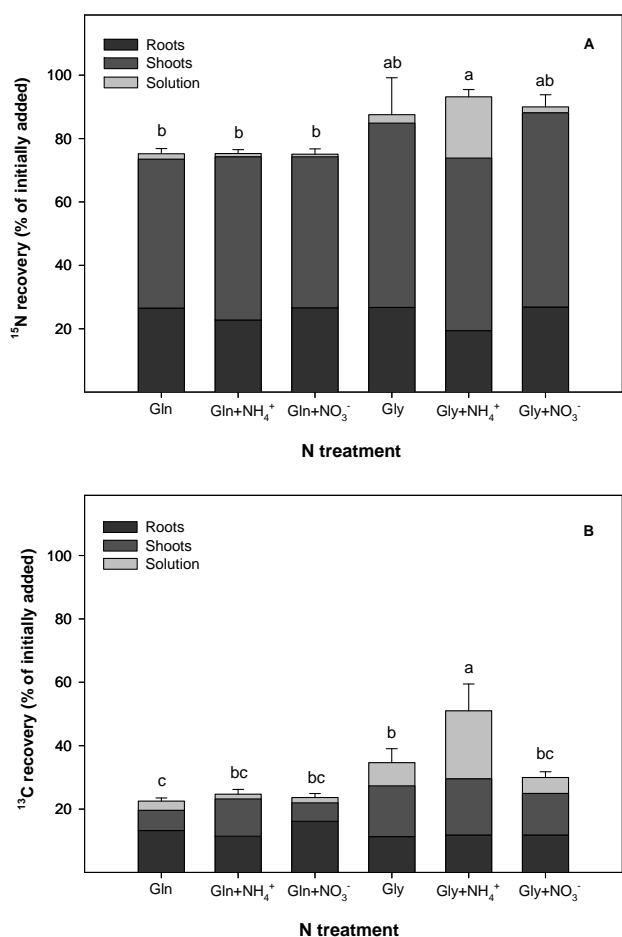 A
Roots
Shoots
Solution
100
80
60
40
20
¹⁵N recovery (% of initially added)
b b b ab a ab
Gln Gln+NH₄⁺ Gln+NO₃⁻ Gly Gly+NH₄⁺ Gly+NO₃⁻
N treatment
B
Roots
Shoots
Solution
100
80
60
40
20
¹³C recovery (% of initially added)
c bc bc b a bc
Gln Gln+NH₄⁺ Gln+NO₃⁻ Gly Gly+NH₄⁺ Gly+NO₃⁻
N treatment